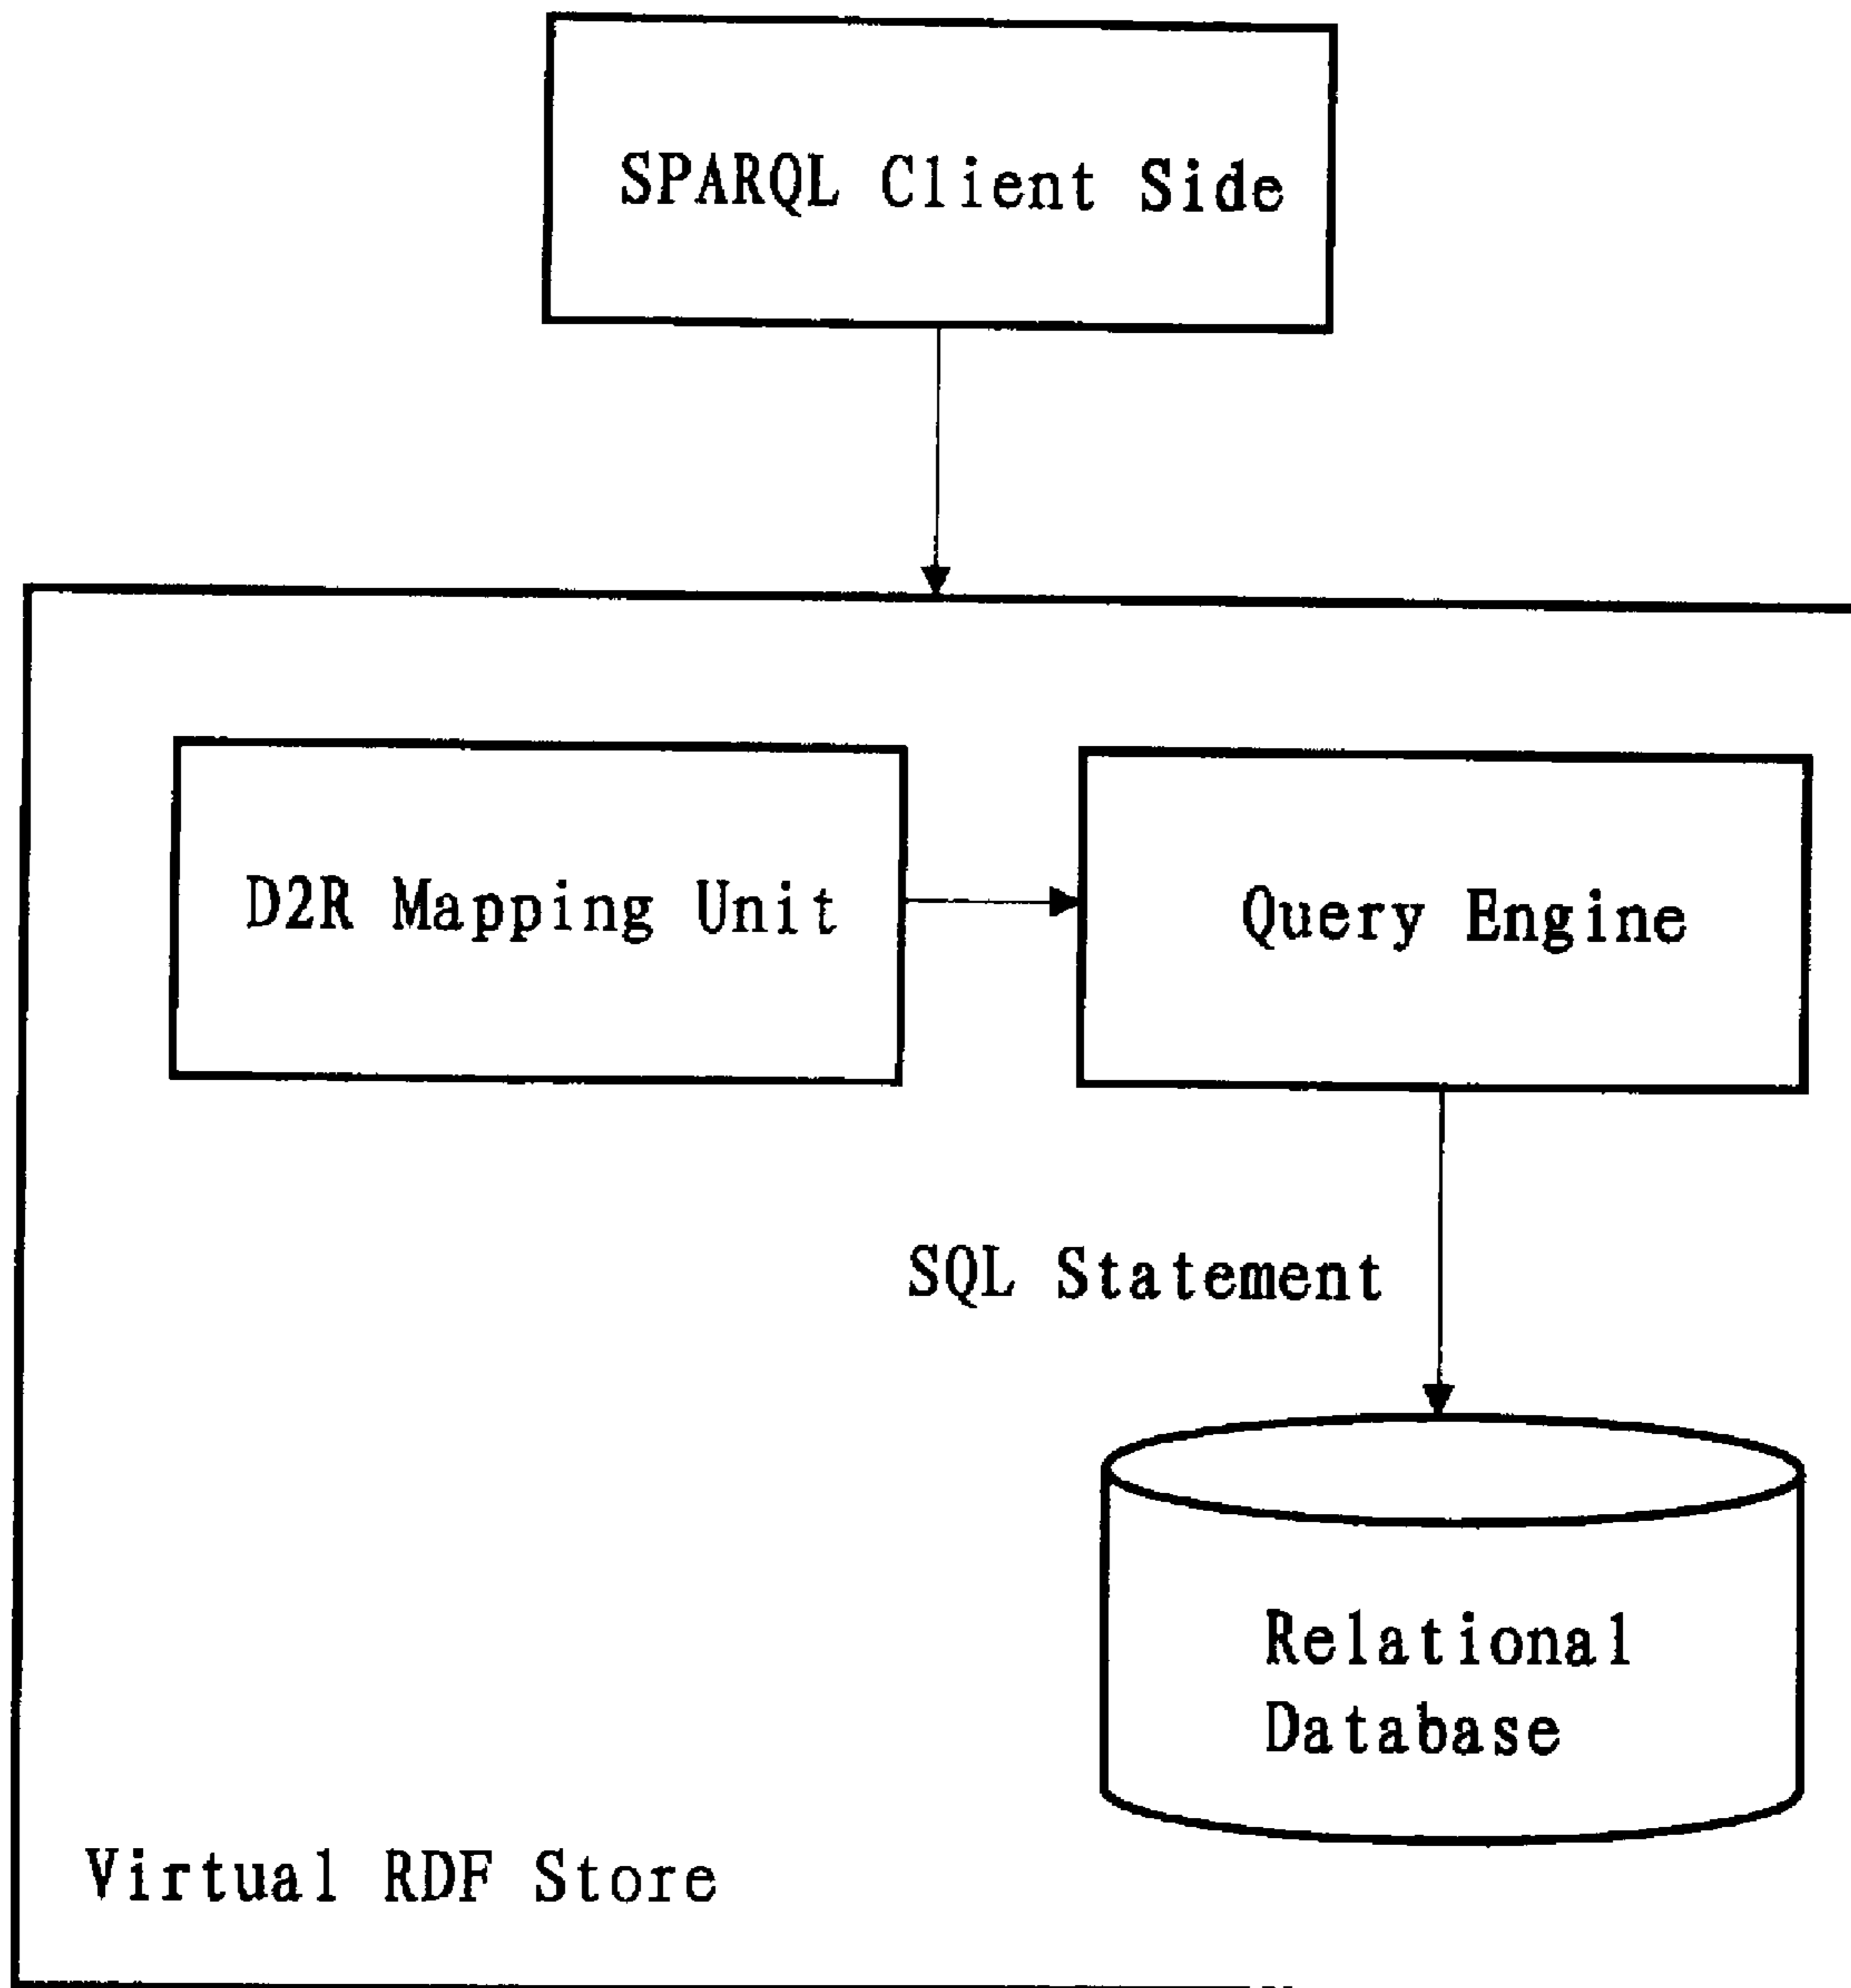 SPARQL Client Side
D2R Mapping Unit
Query Engine
SQL Statement
Relational
Database
Virtual RDF Store